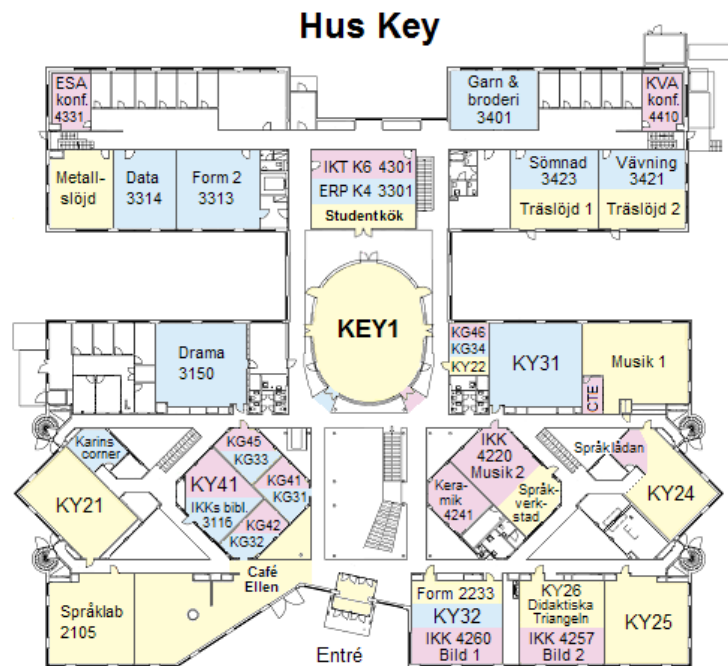 Hus Key
ESA
konf.
4331
Garn &
broderi
3401
KVA
konf.
4410
Metall-
slöjd
Data
3314
Form 2
3313
IKT K6 4301
ERP K4 3301
Studentkök
Sömnad
3423
Träslöjd 1
Vävning
3421
Träslöjd 2
KEY1
Drama
3150
KG46
KG34
KY22
KY31
CTE
Musik 1
Karins
corner
KY21
KG45
KG33
KY41
IKKs bibl.
3116
KG41
KG31
KG42
KG32
IKK
4220
Musik 2
Kera-
mik
4241
Språk-
verk-
stad
Språklådan
KY24
Språklab
2105
Café
Ellen
Entré
Form 2233
KY32
IKK 4260
Bild 1
KY26
Didaktiska
Triangeln
IKK 4257
Bild 2
KY25